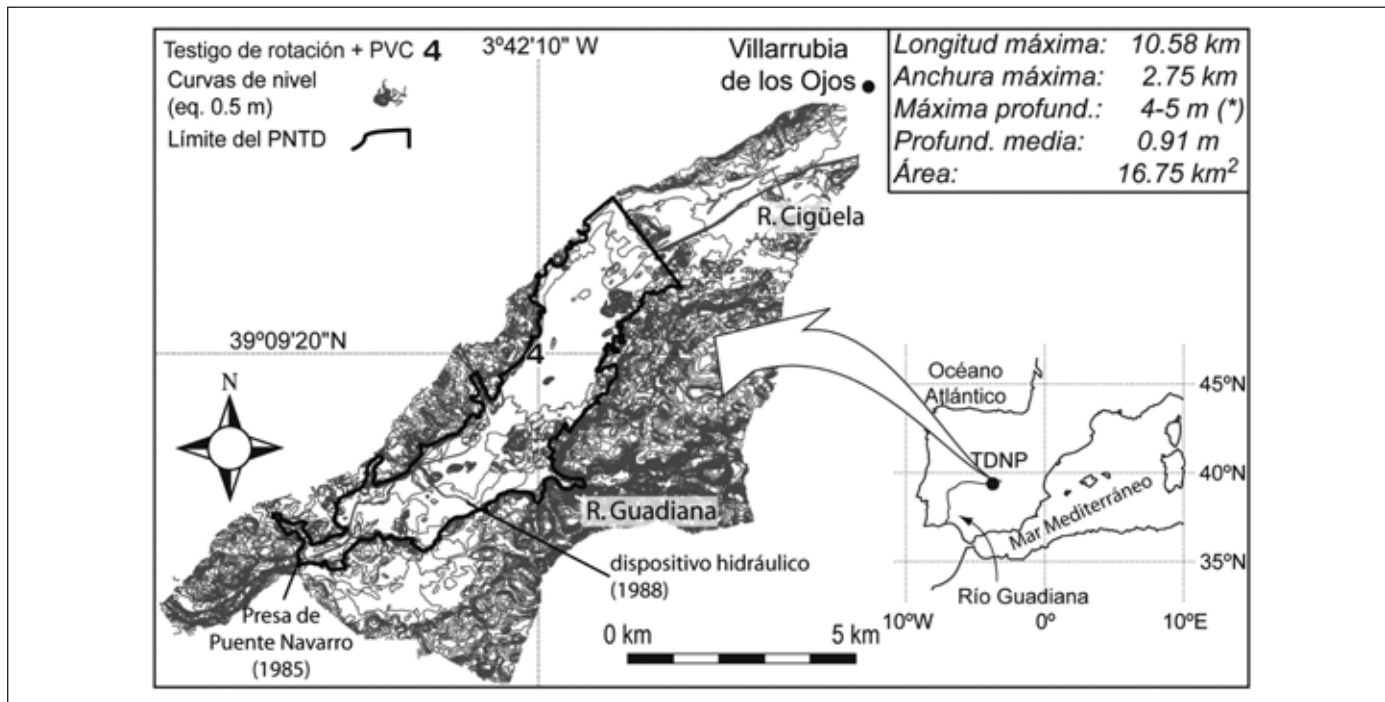 Testigo de rotación + PVC 4
Curvas de nivel
(eq. 0.5 m)
Límite del PNTD
3º42'10" W
Villarrubia
de los Ojos
Longitud máxima: 10.58 km
Anchura máxima: 2.75 km
Máxima profund.: 4-5 m (*)
Profund. media: 0.91 m
Área: 16.75 km²
R. Cigüela
39º09'20"N
4
N
R. Guadiana
dispositivo hidráulico
(1988)
Presa de
Puente Navarro
(1985)
0 km 5 km
Océano
Atlántico
45ºN
TDNP
40ºN
Mar Mediterráneo
35ºN
Río Guadiana
10ºW 0º 10ºE